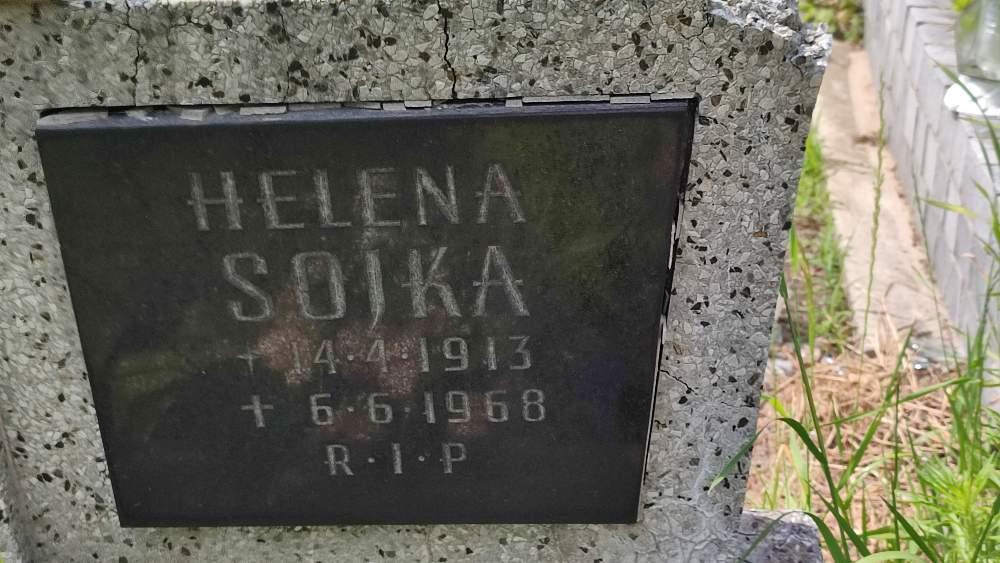 HELENA
SOJKA
+ 14·4·1913
+ 6·6·1968
R·I·P